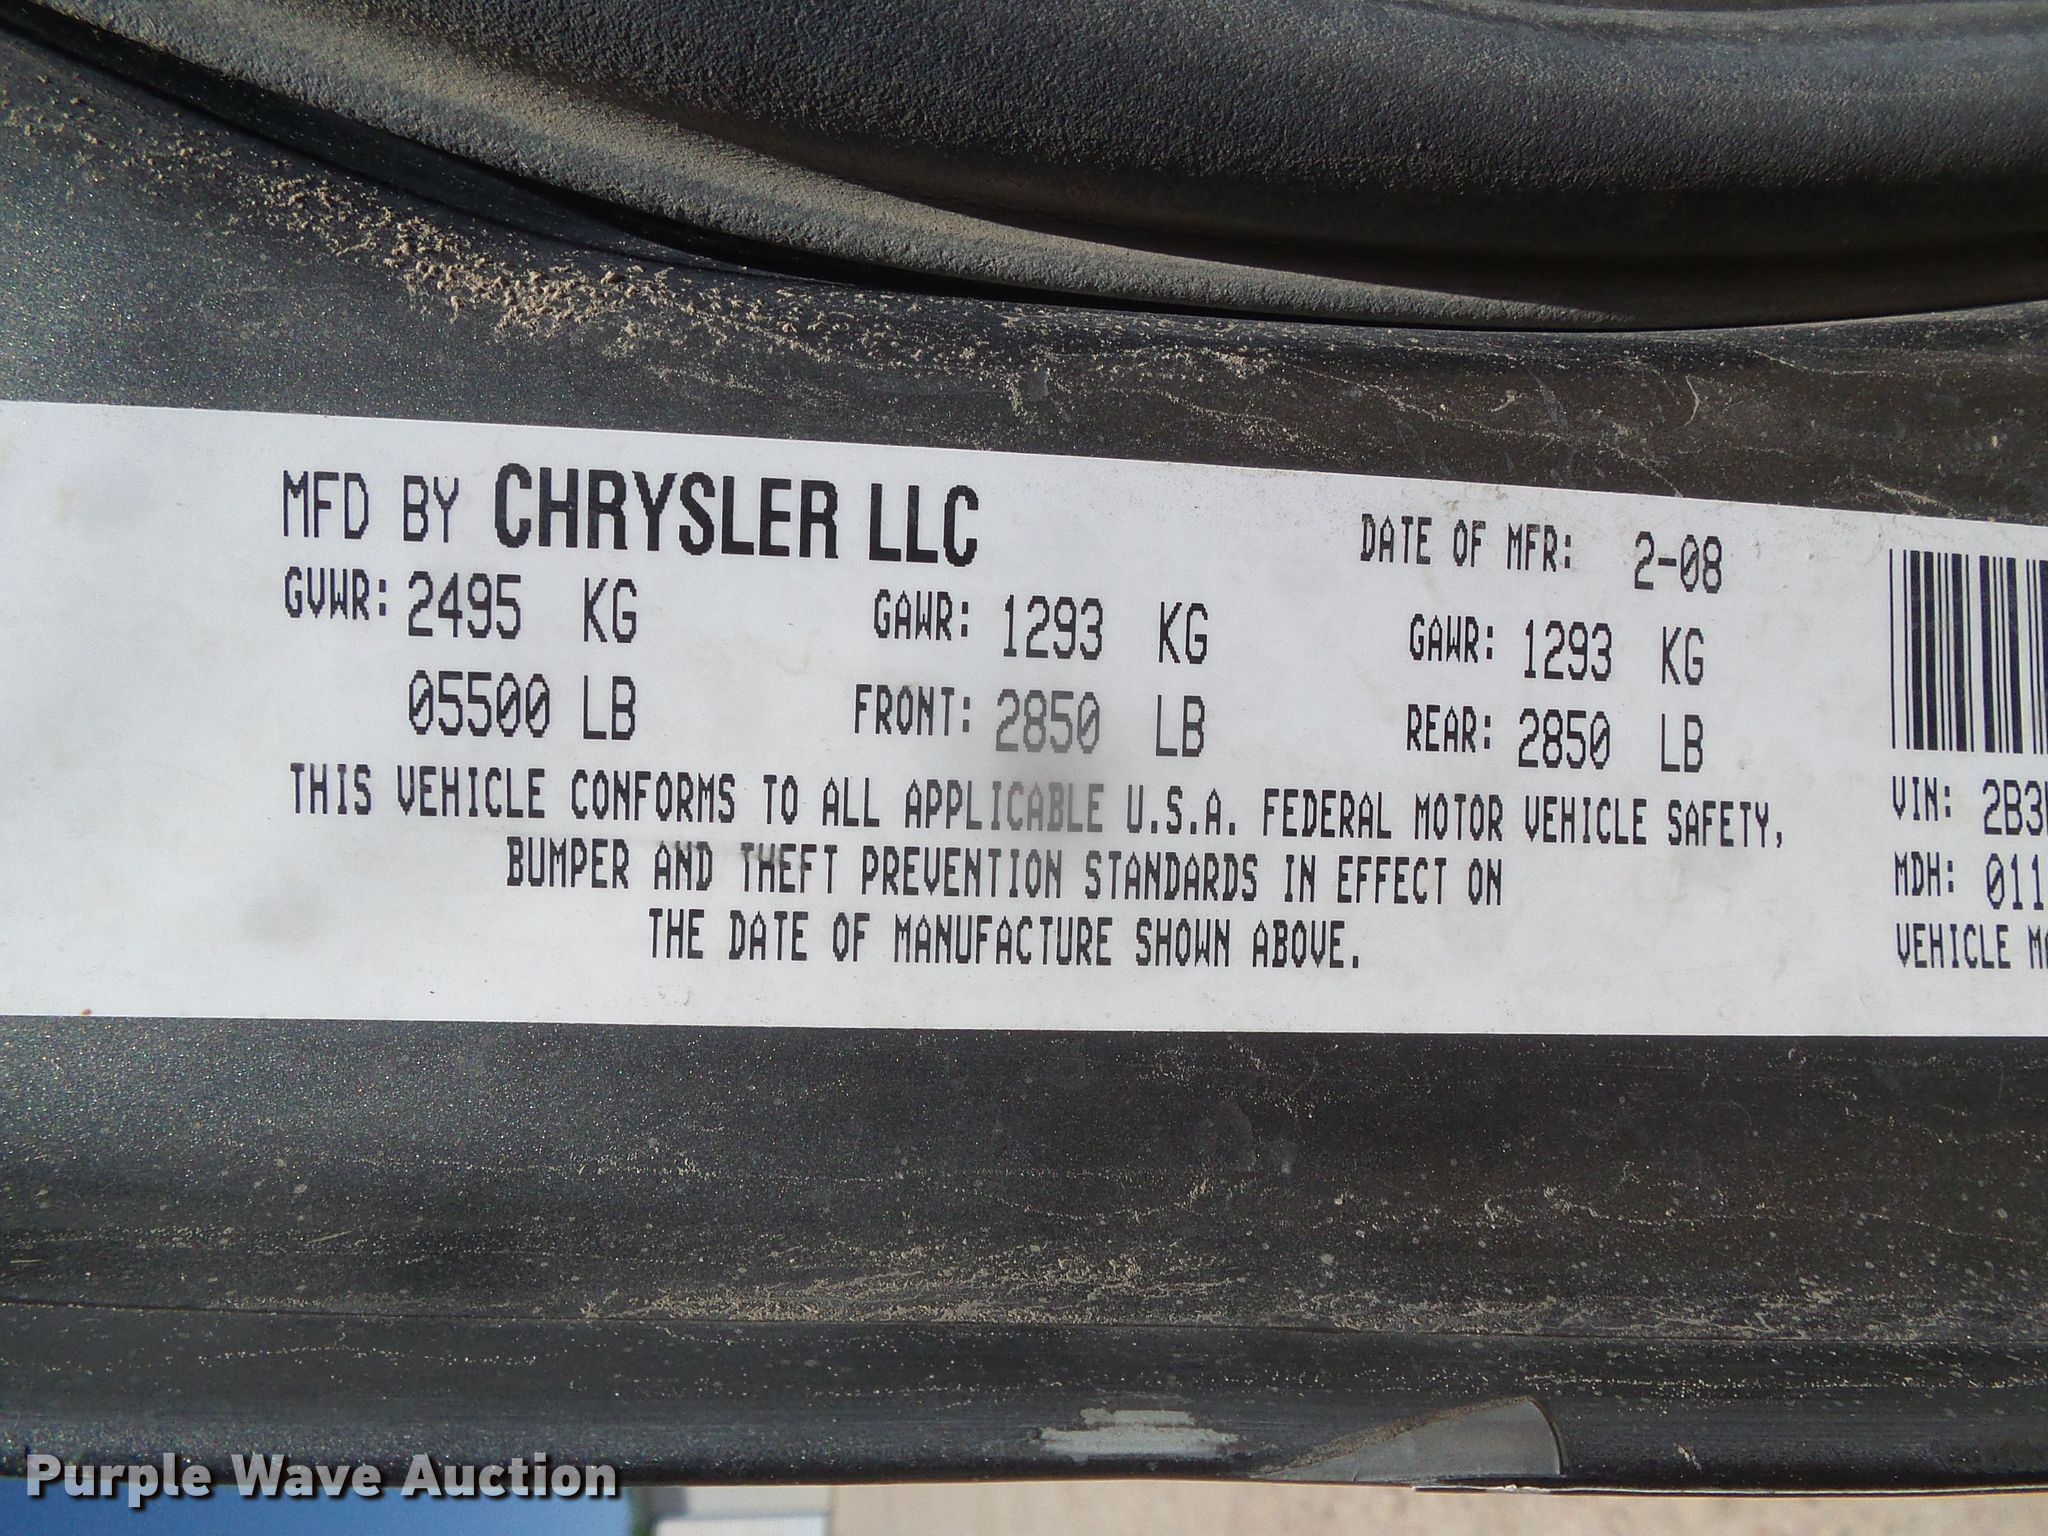 MFD BY CHRYSLER LLC DATE OF MFR: 2-08
GVWR: 2495 KG GAWR: 1293 KG GAWR: 1293 KG
05500 LB FRONT: 2850 LB REAR: 2850 LB
THIS VEHICLE CONFORMS TO ALL APPLICABLE U.S.A. FEDERAL MOTOR VEHICLE SAFETY,
BUMPER AND THEFT PREVENTION STANDARDS IN EFFECT ON
THE DATE OF MANUFACTURE SHOWN ABOVE.
VIN: 2B3
MDH: 011
VEHICLE
Purple Wave Auction